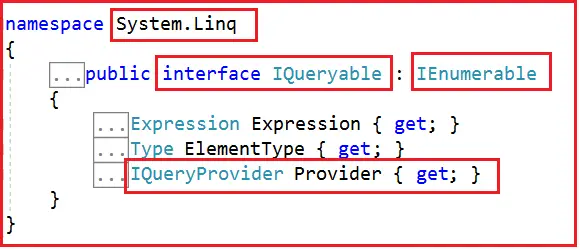 namespace System.Linq
{
...public interface IQueryable : IEnumerable
{
...Expression Expression { get; }
...Type ElementType { get; }
...IQueryProvider Provider { get; }
}
}